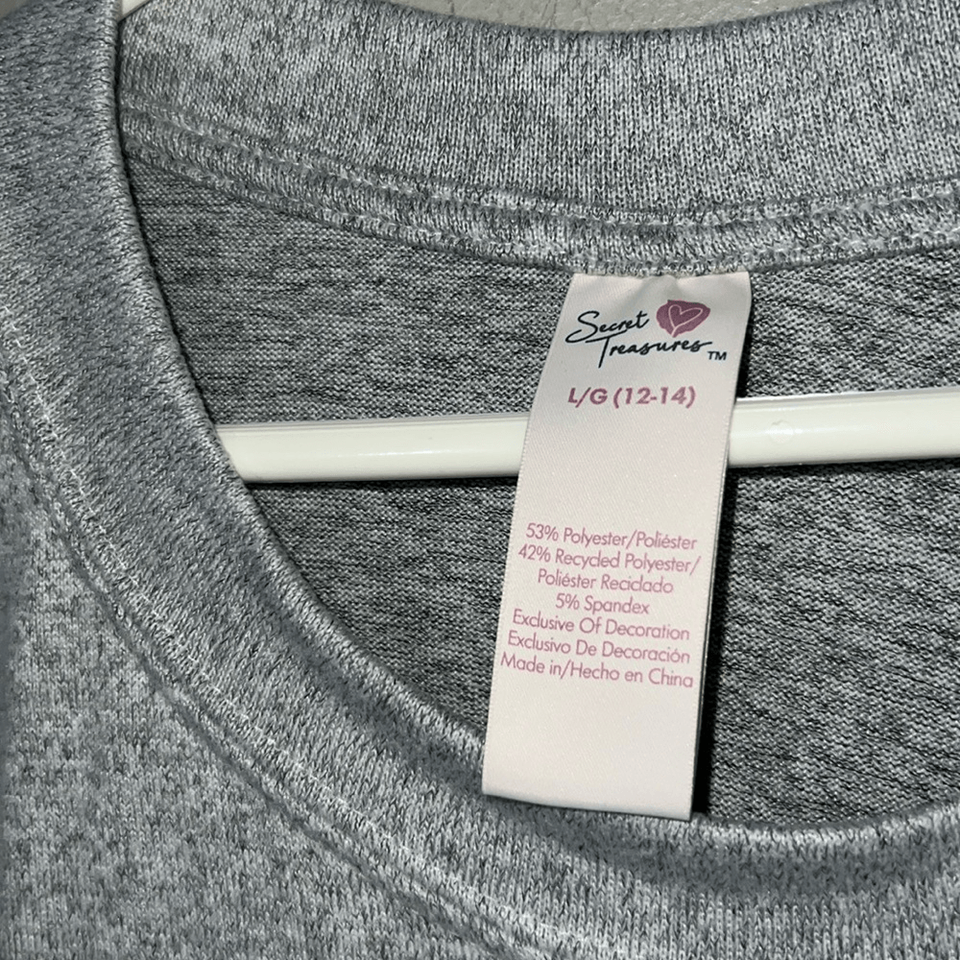 Secret
Treasures™
L/G (12-14)
53% Polyester/Poliéster
42% Recycled Polyester/
Poliéster Reciclado
5% Spandex
Exclusive Of Decoration
Exclusivo De Decoración
Made in/Hecho en China